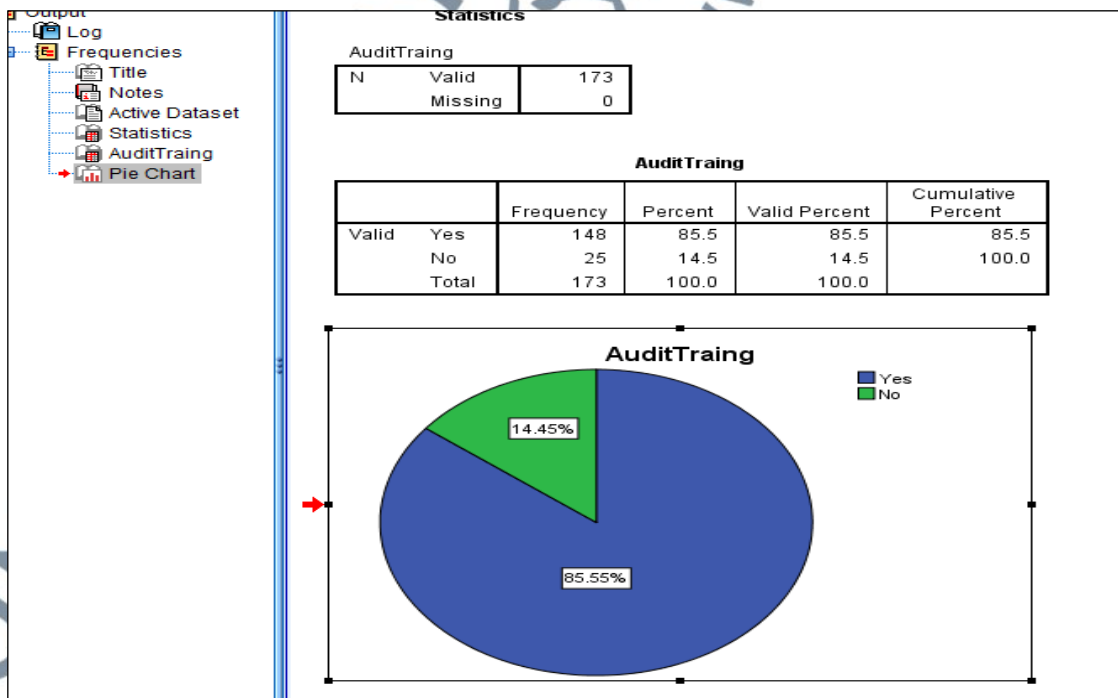 Output
Log
Frequencies
Title
Notes
Active Dataset
Statistics
AuditTraing
Pie Chart
Statistics
AuditTraing
N Valid 173
Missing 0
AuditTraing
Frequency Percent Valid Percent Cumulative Percent
Valid Yes 148 85.5 85.5 85.5
No 25 14.5 14.5 100.0
Total 173 100.0 100.0
AuditTraing
Yes
No
14.45%
85.55%